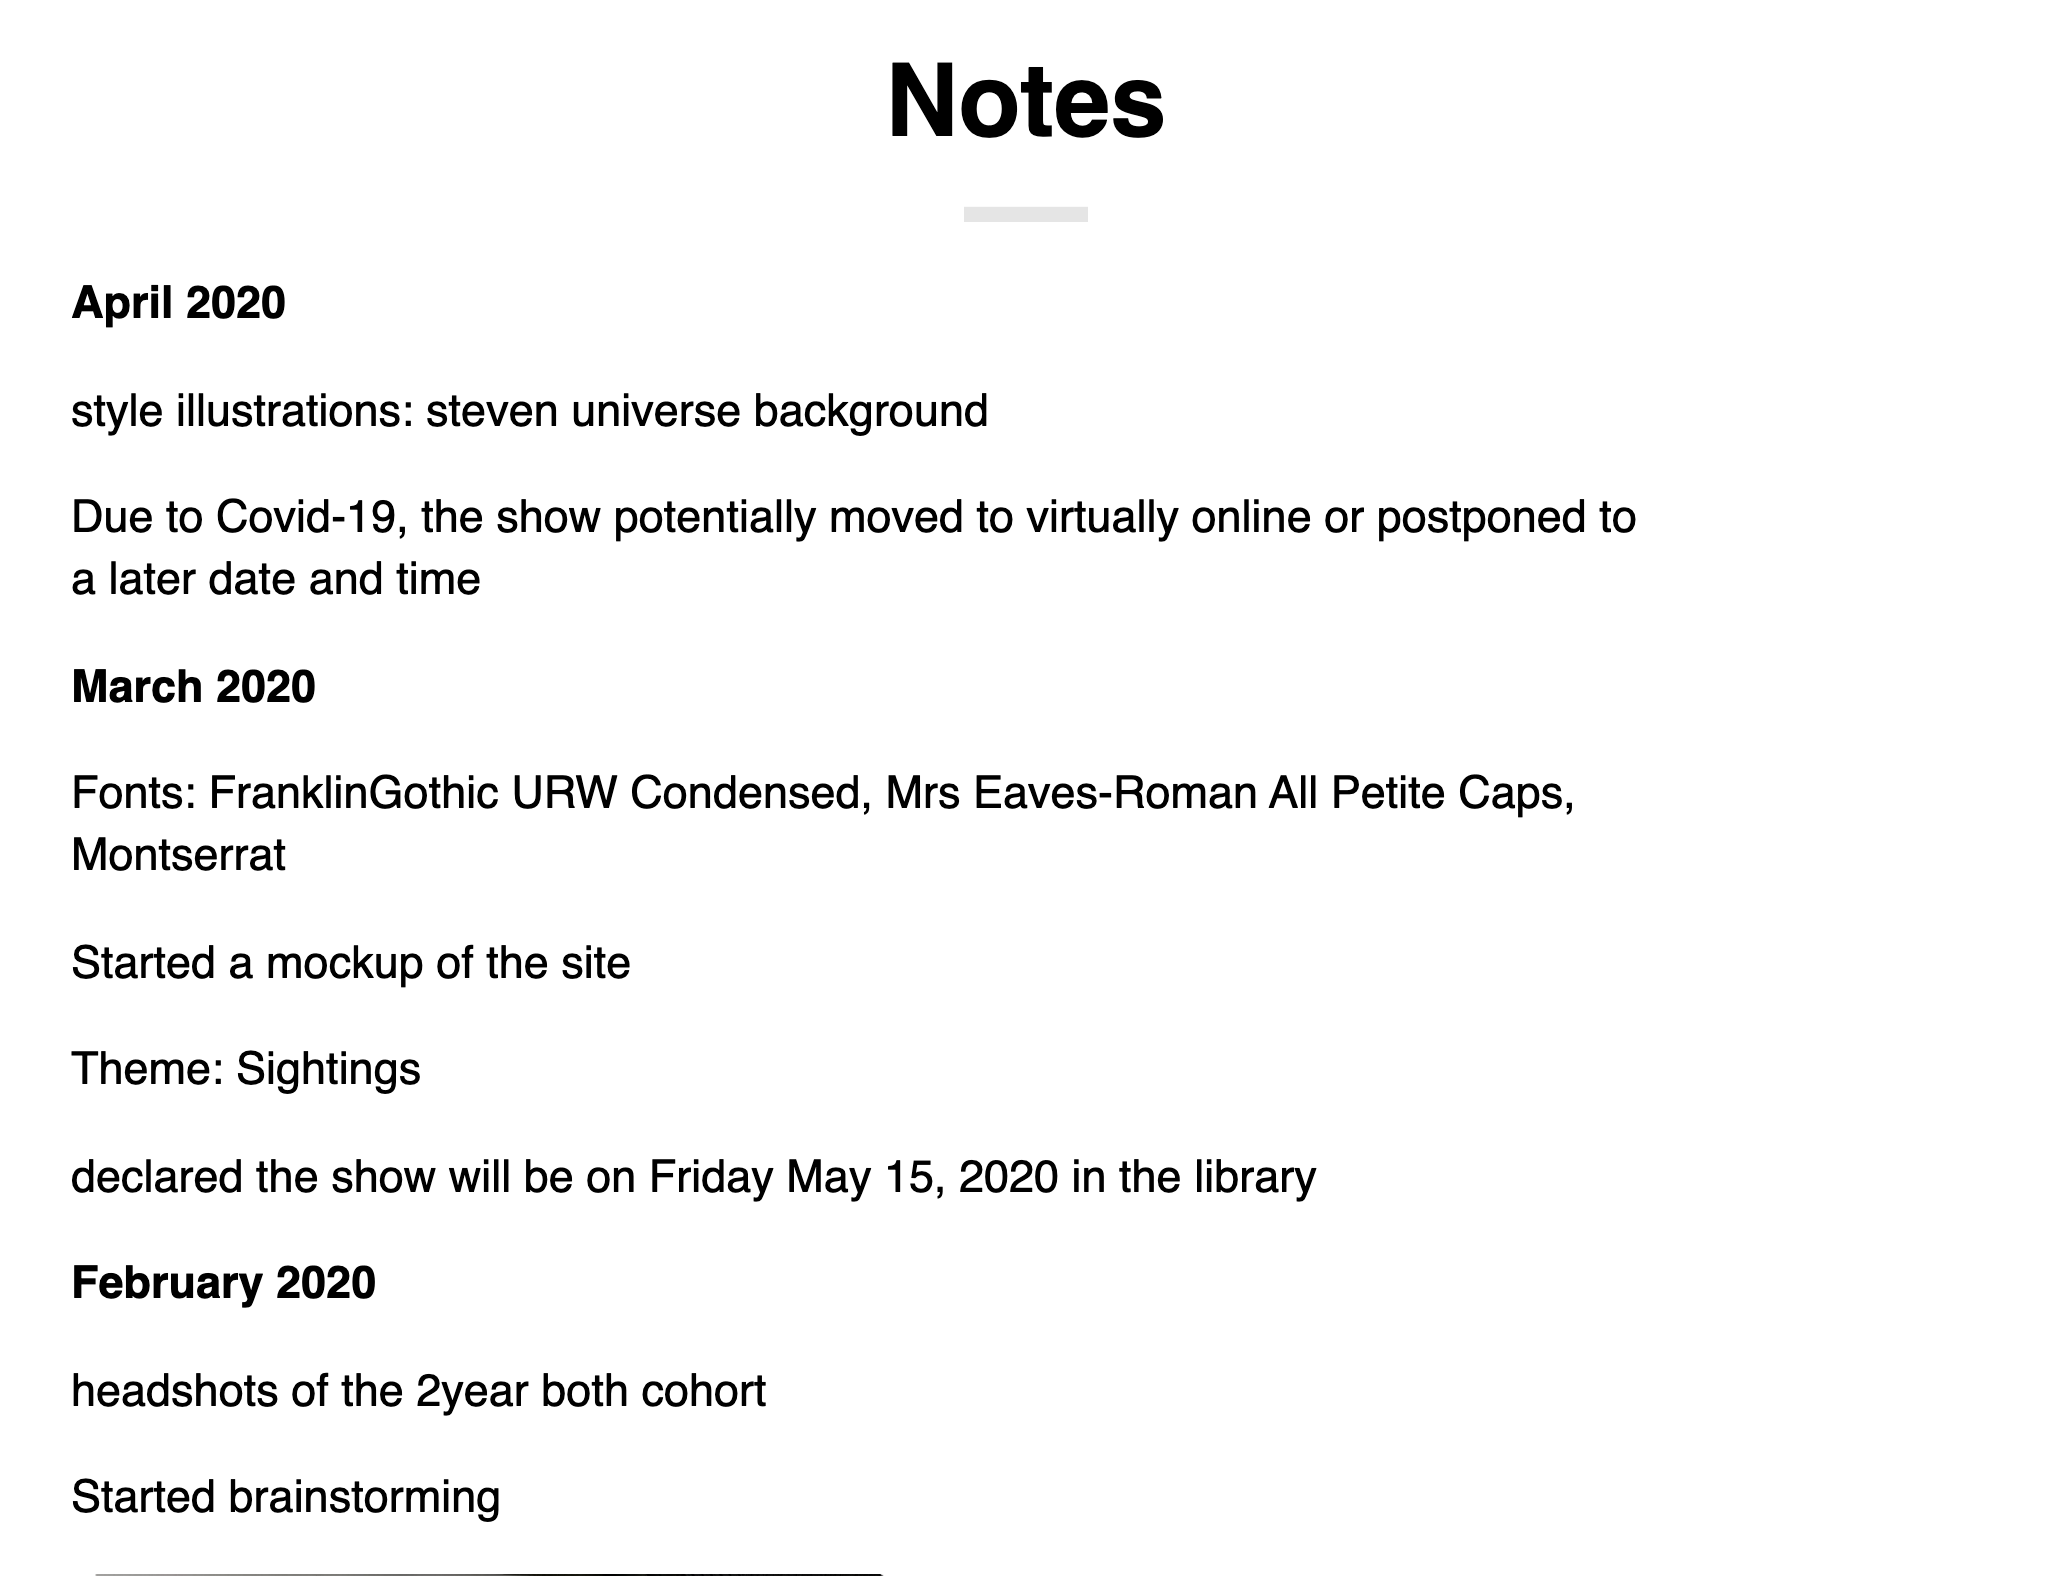 Notes
April 2020
style illustrations: steven universe background
Due to Covid-19, the show potentially moved to virtually online or postponed to
a later date and time
March 2020
Fonts: FranklinGothic URW Condensed, Mrs Eaves-Roman All Petite Caps,
Montserrat
Started a mockup of the site
Theme: Sightings
declared the show will be on Friday May 15, 2020 in the library
February 2020
headshots of the 2year both cohort
Started brainstorming